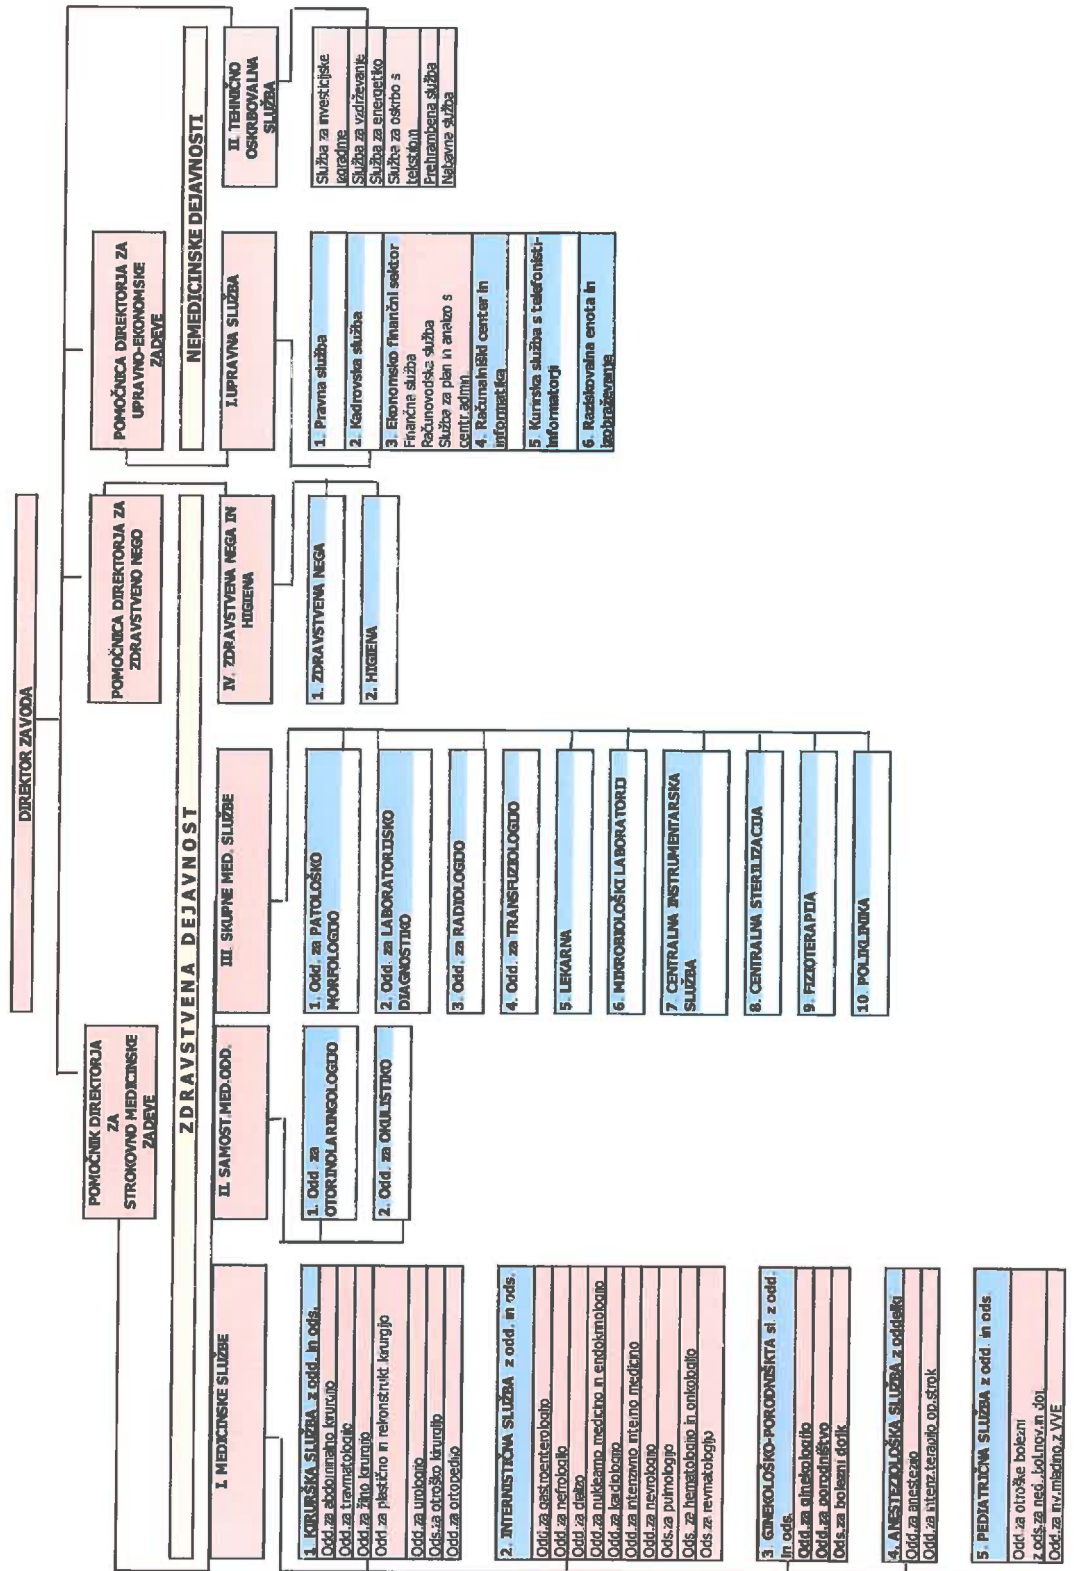 DIREKTOR ZAVODA
POMOČNIK DIREKTORJA
ZA
STROKOVNO MEDICINSKE
ZADEVE
POMOČNICA DIREKTORJA ZA
ZDRAVSTVENO NEGO
POMOČNICA DIREKTORJA ZA
UPRAVNO-EKONOMSKE
ZADEVE
ZDRAVSTVENA DEJAVNOST
NEMEDICINSKE DEJAVNOSTI
I. MEDICINSKE SLUŽBE
II. SAMOST.MED.ODD.
III SKUPNE MED. SLUŽBE
IV. ZDRAVSTVENA NEGA IN
HIGIENA
I.UPRAVNA SLUŽBA
II. TEHNIČNO
OSKRBOVALNA
SLUŽBA
1. KIRURŠKA SLUŽBA z odd. in ods.
Odd.za abdominalno kirurgijo
Odd.za travmatologijo
Odd.za žilno kirurgijo
Odd za plastično in rekonstrukt.kirurgijo
Odd.za urologijo
Ods.za otroško kirurgijo
Odd za ortopedijo
2. INTERNISTIČNA SLUŽBA z odd. in ods.
Odd.za gastroenterologijo
Odd.za nefrologijo
Odd.za dializo
Odd.za nuklearno medicino in endokrinologijo
Odd.za kardiologijo
Odd.za intenzivno interno medicino
Odd.za nevrologijo
Ods.za pulmologijo
Ods. za hematologijo in onkologijo
Ods.za revmatologijo
3. GINEKOLOŠKO-PORODNIŠKTA sl. z odd.
in ods.
Odd.za ginekologijo
Odd.za porodništvo
Ods.za bolezni dojk
4. ANESTEZIOLOŠKA SLUŽBA z oddelki
Odd.za anestezijo
Odd.za intenz.terapijo op.strok
5. PEDIATRIČNA SLUŽBA z odd. in ods.
Odd.za otroške bolezni
z ods.za ned.,bol.nov.in doj.
Odd.za inv.mladino z VVE
1. Odd. za
OTORINOLARINGOLOGIJO
2. Odd. za OKULISTIKO
1. Odd. za PATOLOŠKO
MORFOLOGIJO
2. Odd. za LABORATORIJSKO
DIAGNOSTIKO
3. Odd. za RADIOLOGIJO
4. Odd. za TRANSFUZIOLOGIJO
5. LEKARNA
6. MIKROBIOLOŠKI LABORATORIJ
7. CENTRALNA INSTRUMENTARSKA
SLUŽBA
8. CENTRALNA STERILIZACIJA
9. FIZIOTERAPIJA
10. POLIKLINIKA
1. ZDRAVSTVENA NEGA
2. HIGIENA
1. Pravna služba
2. Kadrovska služba
3. Ekonomsko finančni sektor
Finančna služba
Računovodska služba
Služba za plan in analizo s
centr.admin.
4. Računalniški center in
informatika
5. Kurirska služba s telefonisti-
informatorji
6. Raziskovalna enota in
izobraževanje
Služba za investicijske
izgradnje
Služba za vzdrževanje
Služba za energetiko
Služba za oskrbo s
tekstilom
Prehrambena služba
Nabavna služba